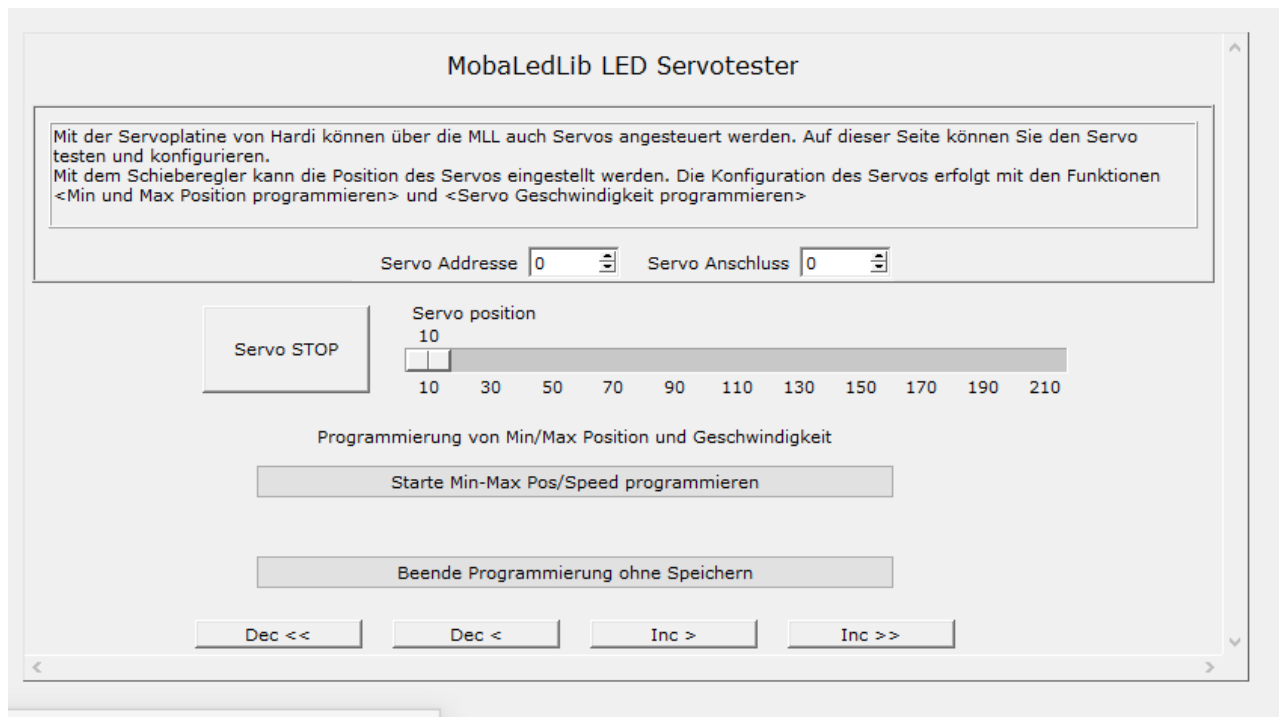 MobaLedLib LED Servotester
Mit der Servoplatine von Hardi können über die MLL auch Servos angesteuert werden. Auf dieser Seite können Sie den Servo
testen und konfigurieren.
Mit dem Schieberegler kann die Position des Servos eingestellt werden. Die Konfiguration des Servos erfolgt mit den Funktionen
<Min und Max Position programmieren> und <Servo Geschwindigkeit programmieren>
Servo Addresse 0 Servo Anschluss 0
Servo position
10
Servo STOP
10 30 50 70 90 110 130 150 170 190 210
Programmierung von Min/Max Position und Geschwindigkeit
Starte Min-Max Pos/Speed programmieren
Beende Programmierung ohne Speichern
Dec << Dec < Inc > Inc >>